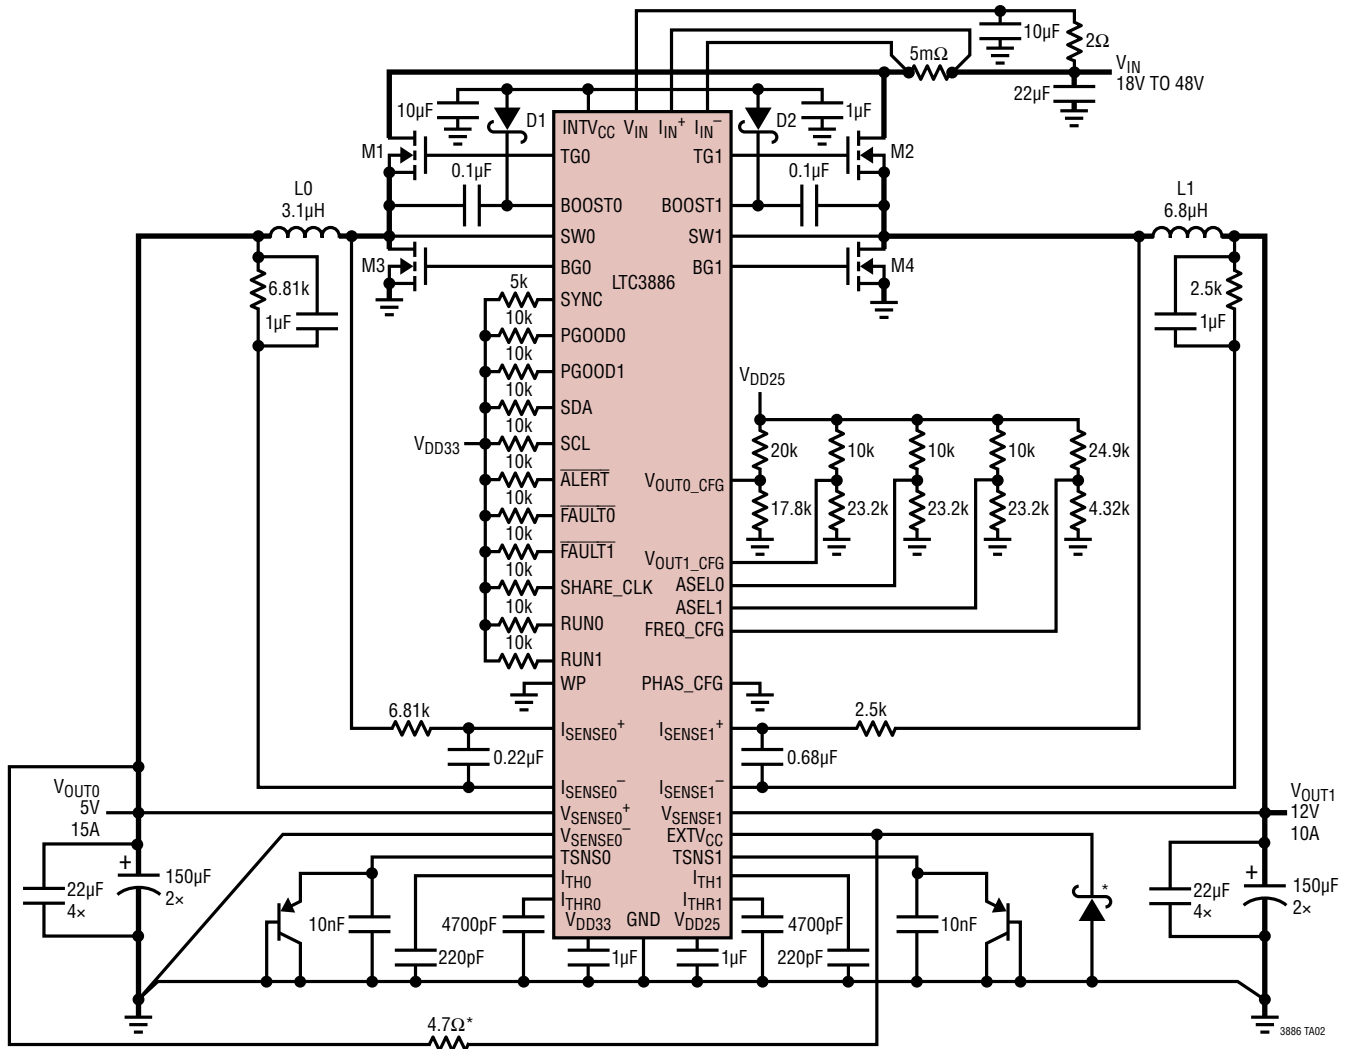 10µF
2Ω
5mΩ
VIN
18V TO 48V
22µF
10µF
D1
INTVCC
VIN
IIN+
IIN–
D2
1µF
M1
TG0
TG1
M2
0.1µF
0.1µF
L0
3.1µH
BOOST0
BOOST1
L1
6.8µH
SW0
SW1
M3
BG0
BG1
M4
LTC3886
6.81k
1µF
2.5k
1µF
5k
SYNC
10k
PGOOD0
10k
PGOOD1
10k
SDA
10k
VDD33
SCL
10k
ALERT
10k
FAULT0
10k
FAULT1
10k
SHARE_CLK
10k
RUN0
10k
RUN1
WP
VDD25
20k
10k
10k
10k
24.9k
VOUT0_CFG
17.8k
23.2k
23.2k
23.2k
4.32k
VOUT1_CFG
ASEL0
ASEL1
FREQ_CFG
PHAS_CFG
6.81k
ISENSE0+
ISENSE1+
2.5k
0.22µF
0.68µF
ISENSE0–
ISENSE1–
VOUT0
5V
15A
VSENSE0+
VSENSE1
VOUT1
12V
10A
VSENSE0–
EXTVCC
TSNS0
TSNS1
ITH0
ITH1
ITHR0
ITHR1
VDD33
GND
VDD25
22µF
4×
+
150µF
2×
10nF
220pF
4700pF
1µF
1µF
4700pF
220pF
10nF
*
22µF
4×
+
150µF
2×
4.7Ω*
3886 TA02